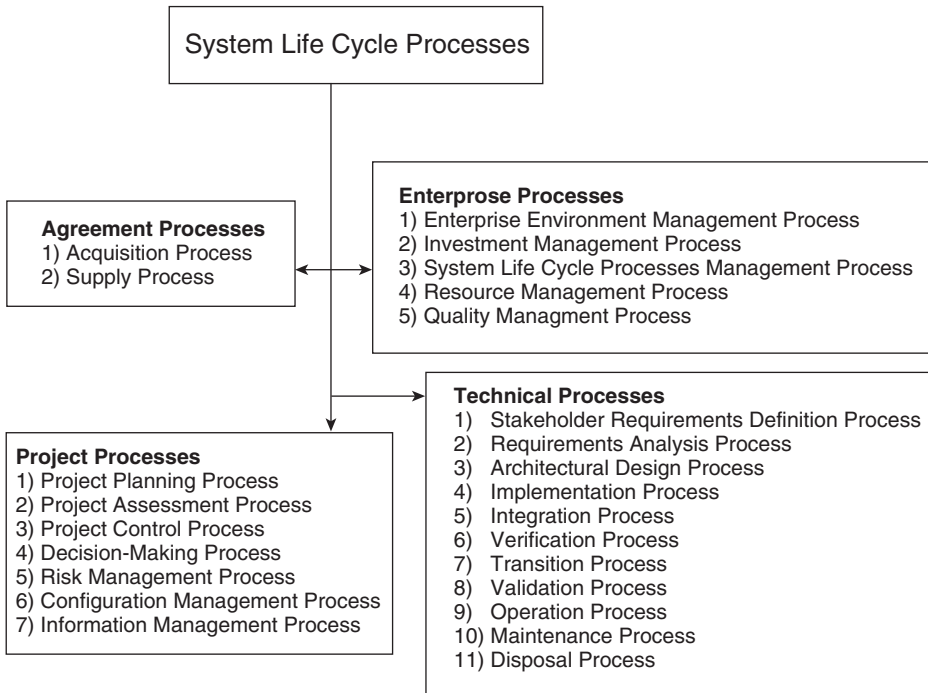 System Life Cycle Processes
Agreement Processes
1) Acquisition Process
2) Supply Process
Enterprose Processes
1) Enterprise Environment Management Process
2) Investment Management Process
3) System Life Cycle Processes Management Process
4) Resource Management Process
5) Quality Managment Process
Project Processes
1) Project Planning Process
2) Project Assessment Process
3) Project Control Process
4) Decision-Making Process
5) Risk Management Process
6) Configuration Management Process
7) Information Management Process
Technical Processes
1) Stakeholder Requirements Definition Process
2) Requirements Analysis Process
3) Architectural Design Process
4) Implementation Process
5) Integration Process
6) Verification Process
7) Transition Process
8) Validation Process
9) Operation Process
10) Maintenance Process
11) Disposal Process